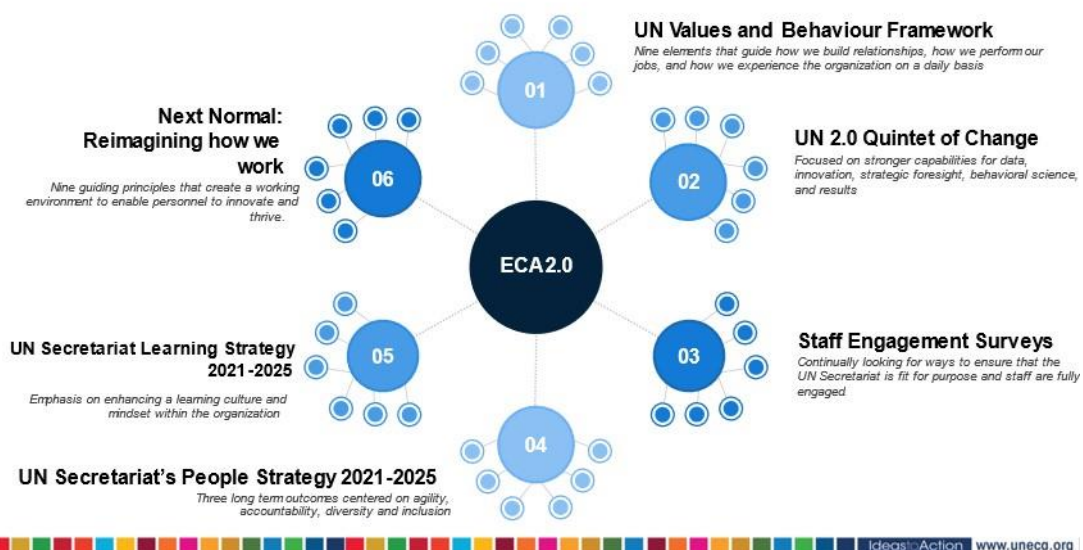 UN Values and Behaviour Framework
Nine elements that guide how we build relationships, how we perform our
jobs, and how we experience the organization on a daily basis
01
UN 2.0 Quintet of Change
Focused on stronger capabilities for data,
innovation, strategic foresight, behavioral science,
and results
02
Staff Engagement Surveys
Continually looking for ways to ensure that the
UN Secretariat is fit for purpose and staff are fully
engaged
03
04
UN Secretariat's People Strategy 2021-2025
Three long term outcomes centered on agility,
accountability, diversity and inclusion
05
UN Secretariat Learning Strategy
2021-2025
Emphasis on enhancing a learning culture and
mindset within the organization
06
Next Normal:
Reimagining how we
work
Nine guiding principles that create a working
environment to enable personnel to innovate and
thrive.
ECA2.0
IdeastoAction www.uneca.org